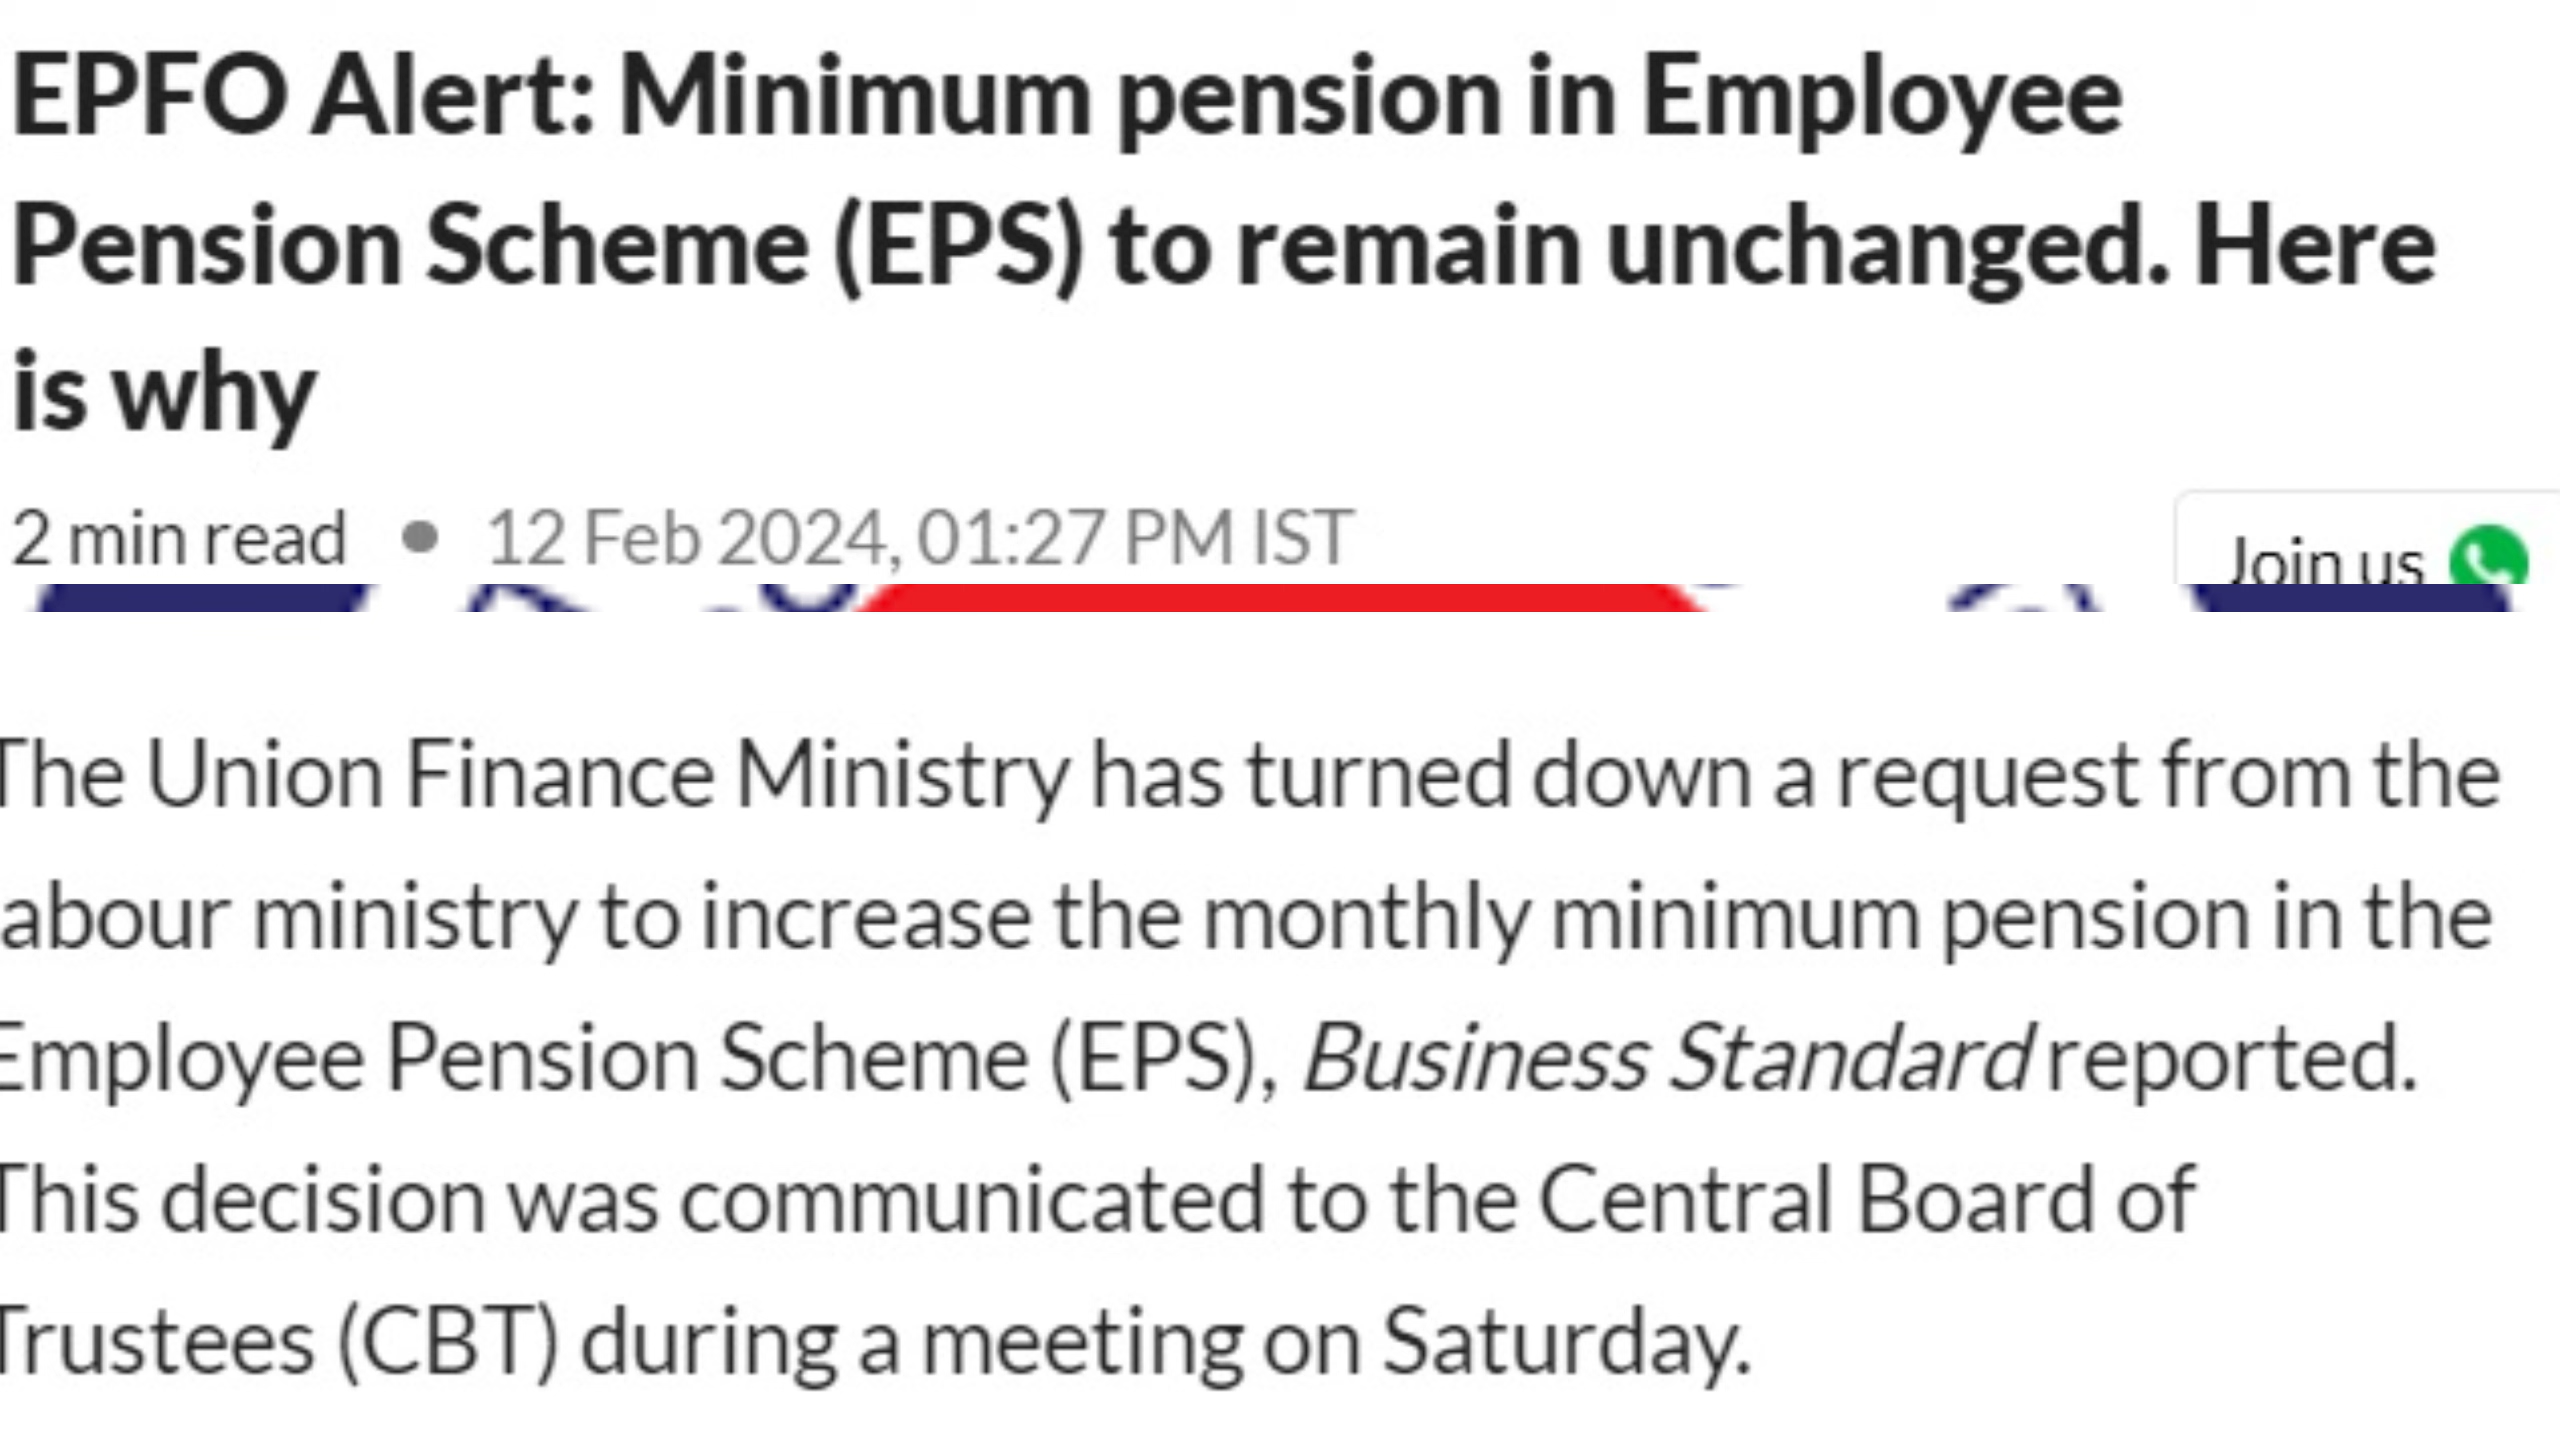 EPFO Alert: Minimum pension in Employee
Pension Scheme (EPS) to remain unchanged. Here
is why
2 min read • 12 Feb 2024, 01:27 PM IST
Join us
The Union Finance Ministry has turned down a request from the
labour ministry to increase the monthly minimum pension in the
Employee Pension Scheme (EPS), Business Standard reported.
This decision was communicated to the Central Board of
Trustees (CBT) during a meeting on Saturday.